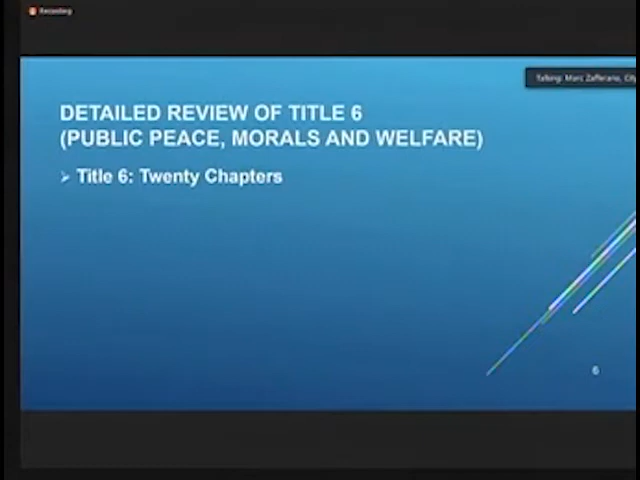 Recording
Talking: Marc Zafferano, City
DETAILED REVIEW OF TITLE 6
(PUBLIC PEACE, MORALS AND WELFARE)
➢ Title 6: Twenty Chapters
6